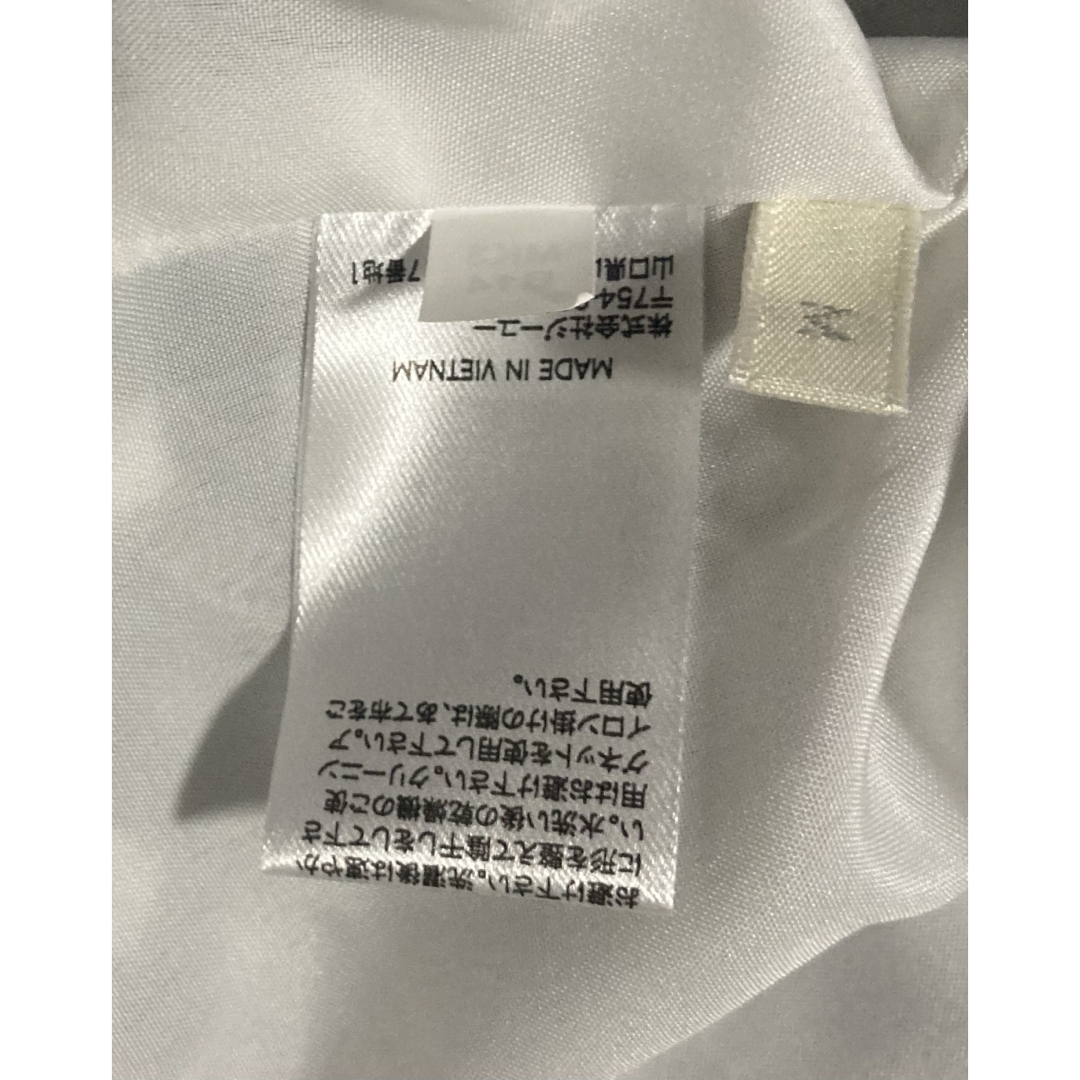 お避け下さい。洗濯後は速やか
に形を整えて陰干しをして下さ
い。水洗い後の乾燥機のご使
用はお避け下さい。クリーニン
グネットを使用して下さい。ア
イロン掛けの際は、あて布をご
使用下さい。
MADE IN VIETNAM
株式会社ジーユー
〒754-
山口県 7番地1
M